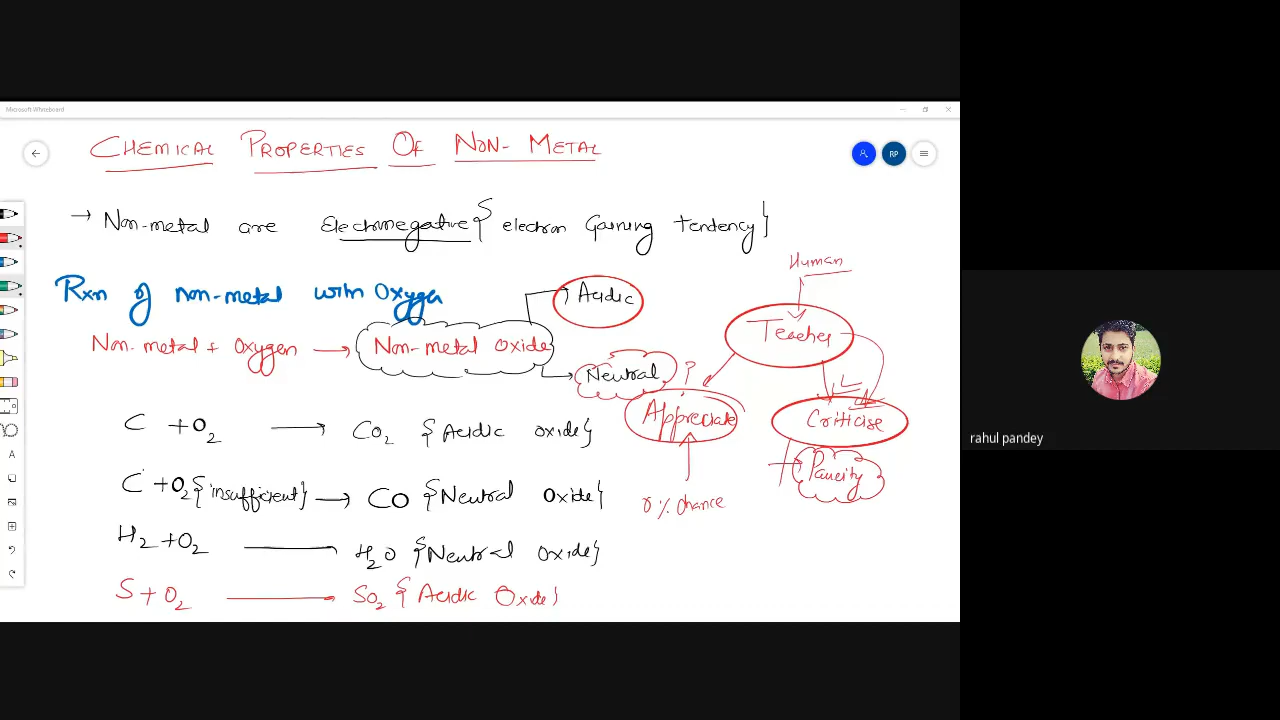 Microsoft Whiteboard
CHEMICAL PROPERTIES OF NON-METAL
RP
→ Non-metal are Electronegative { electron Gaining tendency }
Human
Rxn of non-metal with Oxygen
Acidic
Teacher
Non-metal + Oxygen → Non-metal Oxide
Neutral
?
Appreciate
Criticise
C + O2 → CO2 { Acidic oxide }
rahul pandey
Paucity
C + O2 { insufficient } → CO { Neutral Oxide }
0% chance
H2 + O2 → H2O { Neutral Oxide }
S + O2 → SO2 { Acidic Oxide }
A